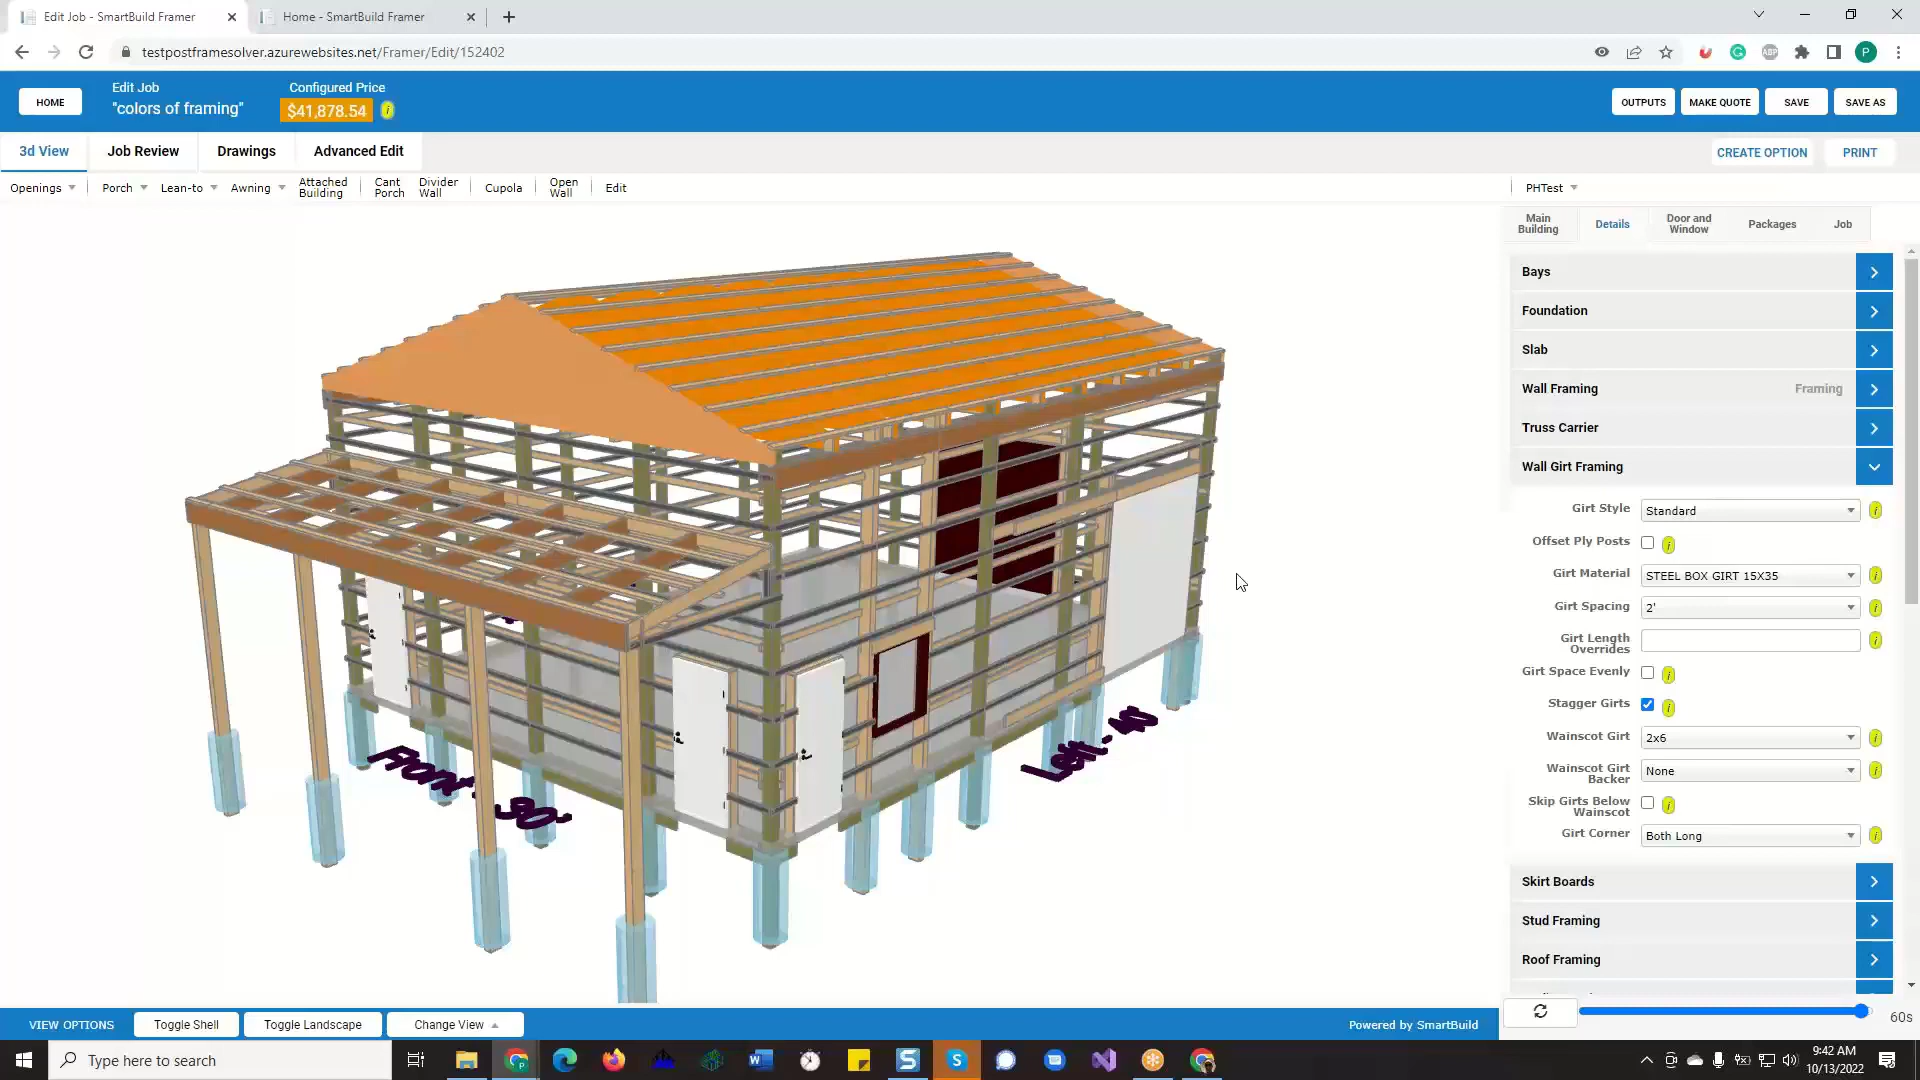 Edit Job - SmartBuild Framer
Home - SmartBuild Framer
testpostframesolver.azurewebsites.net/Framer/Edit/152402
ABP
P
HOME
Edit Job
"colors of framing"
Configured Price
$41,878.54
i
OUTPUTS
MAKE QUOTE
SAVE
SAVE AS
3d View
Job Review
Drawings
Advanced Edit
CREATE OPTION
PRINT
Openings
Porch
Lean-to
Awning
Attached
Building
Cant
Porch
Divider
Wall
Cupola
Open
Wall
Edit
PHTest
Main
Building
Details
Door and
Window
Packages
Job
Bays
Foundation
Slab
Wall Framing
Framing
Truss Carrier
Wall Girt Framing
Girt Style
Standard
i
Offset Ply Posts
i
Girt Material
STEEL BOX GIRT 15X35
i
Girt Spacing
2'
i
Girt Length
Overrides
i
Girt Space Evenly
i
Stagger Girts
i
Wainscot Girt
2x6
i
Wainscot Girt
Backer
None
i
Skip Girts Below
Wainscot
i
Girt Corner
Both Long
i
Skirt Boards
Stud Framing
Roof Framing
VIEW OPTIONS
Toggle Shell
Toggle Landscape
Change View
Powered by SmartBuild
60s
Type here to search
9:42 AM
10/13/2022